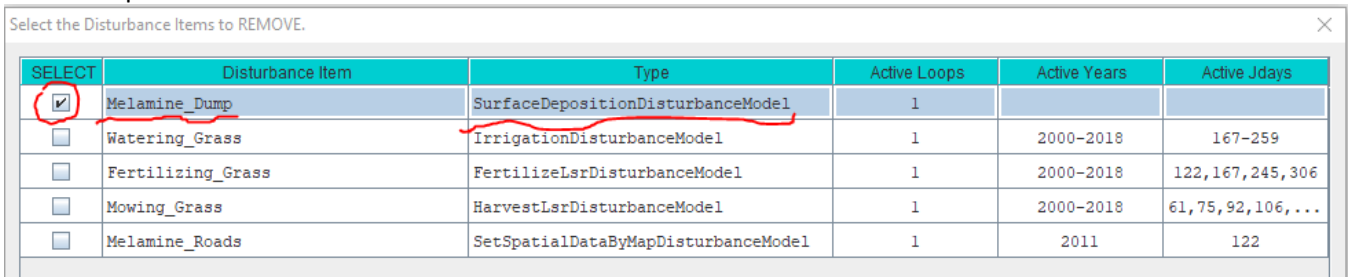 Select the Disturbance Items to REMOVE.
SELECT Disturbance Item Type Active Loops Active Years Active Jdays
Melamine_Dump SurfaceDepositionDisturbanceModel 1
Watering_Grass IrrigationDisturbanceModel 1 2000-2018 167-259
Fertilizing_Grass FertilizeLsrDisturbanceModel 1 2000-2018 122,167,245,306
Mowing_Grass HarvestLsrDisturbanceModel 1 2000-2018 61,75,92,106,...
Melamine_Roads SetSpatialDataByMapDisturbanceModel 1 2011 122